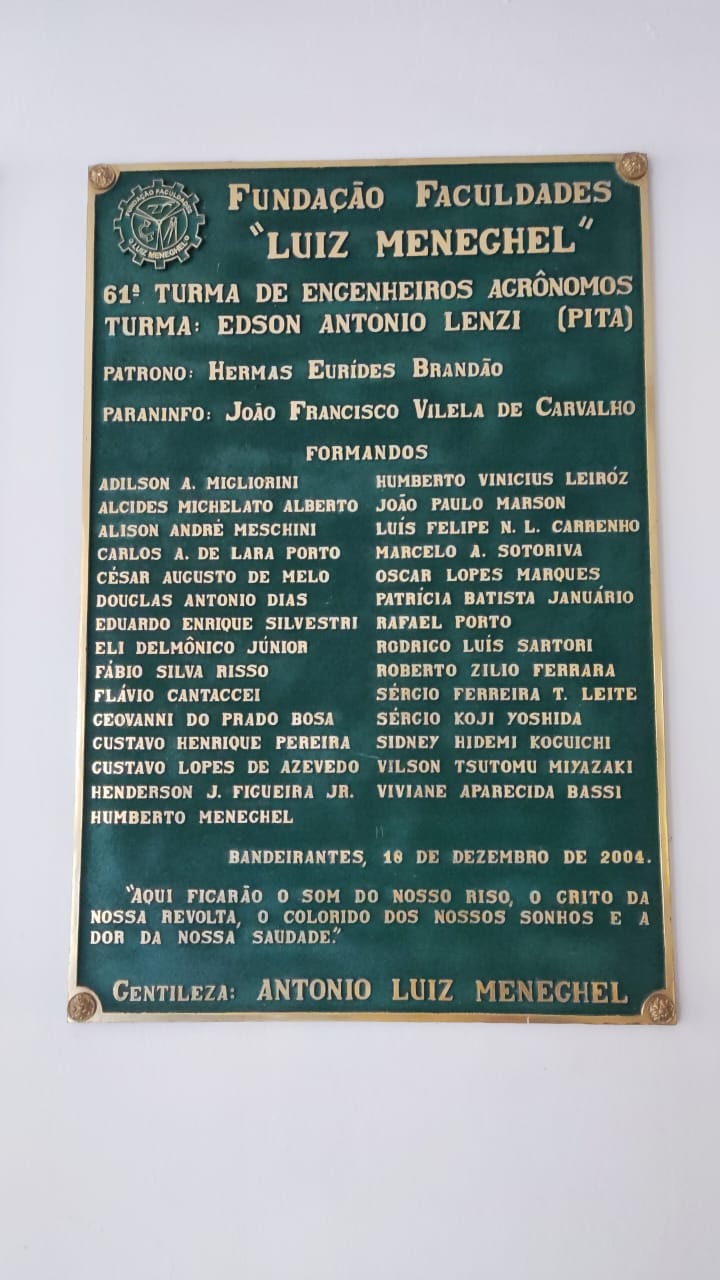 FUNDAÇÃO FACULDADES
"LUIZ MENEGHEL"
FUNDAÇÃO FACULDADES
LUIZ MENEGHEL
61ª TURMA DE ENGENHEIROS AGRÔNOMOS
TURMA: EDSON ANTONIO LENZI (PITA)
PATRONO: HERMAS EURÍDES BRANDÃO
PARANINFO: JOÃO FRANCISCO VILELA DE CARVALHO
FORMANDOS
ADILSON A. MIGLIORINI
ALCIDES MICHELATO ALBERTO
ALISON ANDRÉ MESCHINI
CARLOS A. DE LARA PORTO
CÉSAR AUGUSTO DE MELO
DOUGLAS ANTONIO DIAS
EDUARDO ENRIQUE SILVESTRI
ELI DELMÔNICO JÚNIOR
FÁBIO SILVA RISSO
FLÁVIO CANTACCEI
GEOVANNI DO PRADO BOSA
GUSTAVO HENRIQUE PEREIRA
GUSTAVO LOPES DE AZEVEDO
HENDERSON J. FIGUEIRA JR.
HUMBERTO MENEGHEL
HUMBERTO VINICIUS LEIRÓZ
JOÃO PAULO MARSON
LUÍS FELIPE N. L. CARRENHO
MARCELO A. SOTORIVA
OSCAR LOPES MARQUES
PATRÍCIA BATISTA JANUÁRIO
RAFAEL PORTO
RODRIGO LUÍS SARTORI
ROBERTO ZILIO FERRARA
SÉRGIO FERREIRA T. LEITE
SÉRGIO KOJI YOSHIDA
SIDNEY HIDEMI KOGUICHI
VILSON TSUTOMU MIYAZAKI
VIVIANE APARECIDA BASSI
BANDEIRANTES, 18 DE DEZEMBRO DE 2004.
"AQUI FICARÃO O SOM DO NOSSO RISO, O GRITO DA
NOSSA REVOLTA, O COLORIDO DOS NOSSOS SONHOS E A
DOR DA NOSSA SAUDADE."
GENTILEZA: ANTONIO LUIZ MENEGHEL